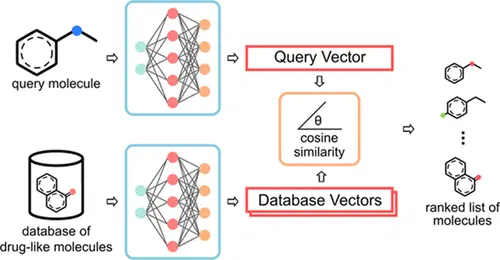 query molecule
Query Vector
θ
cosine
similarity
database of
drug-like molecules
Database Vectors
ranked list of
molecules